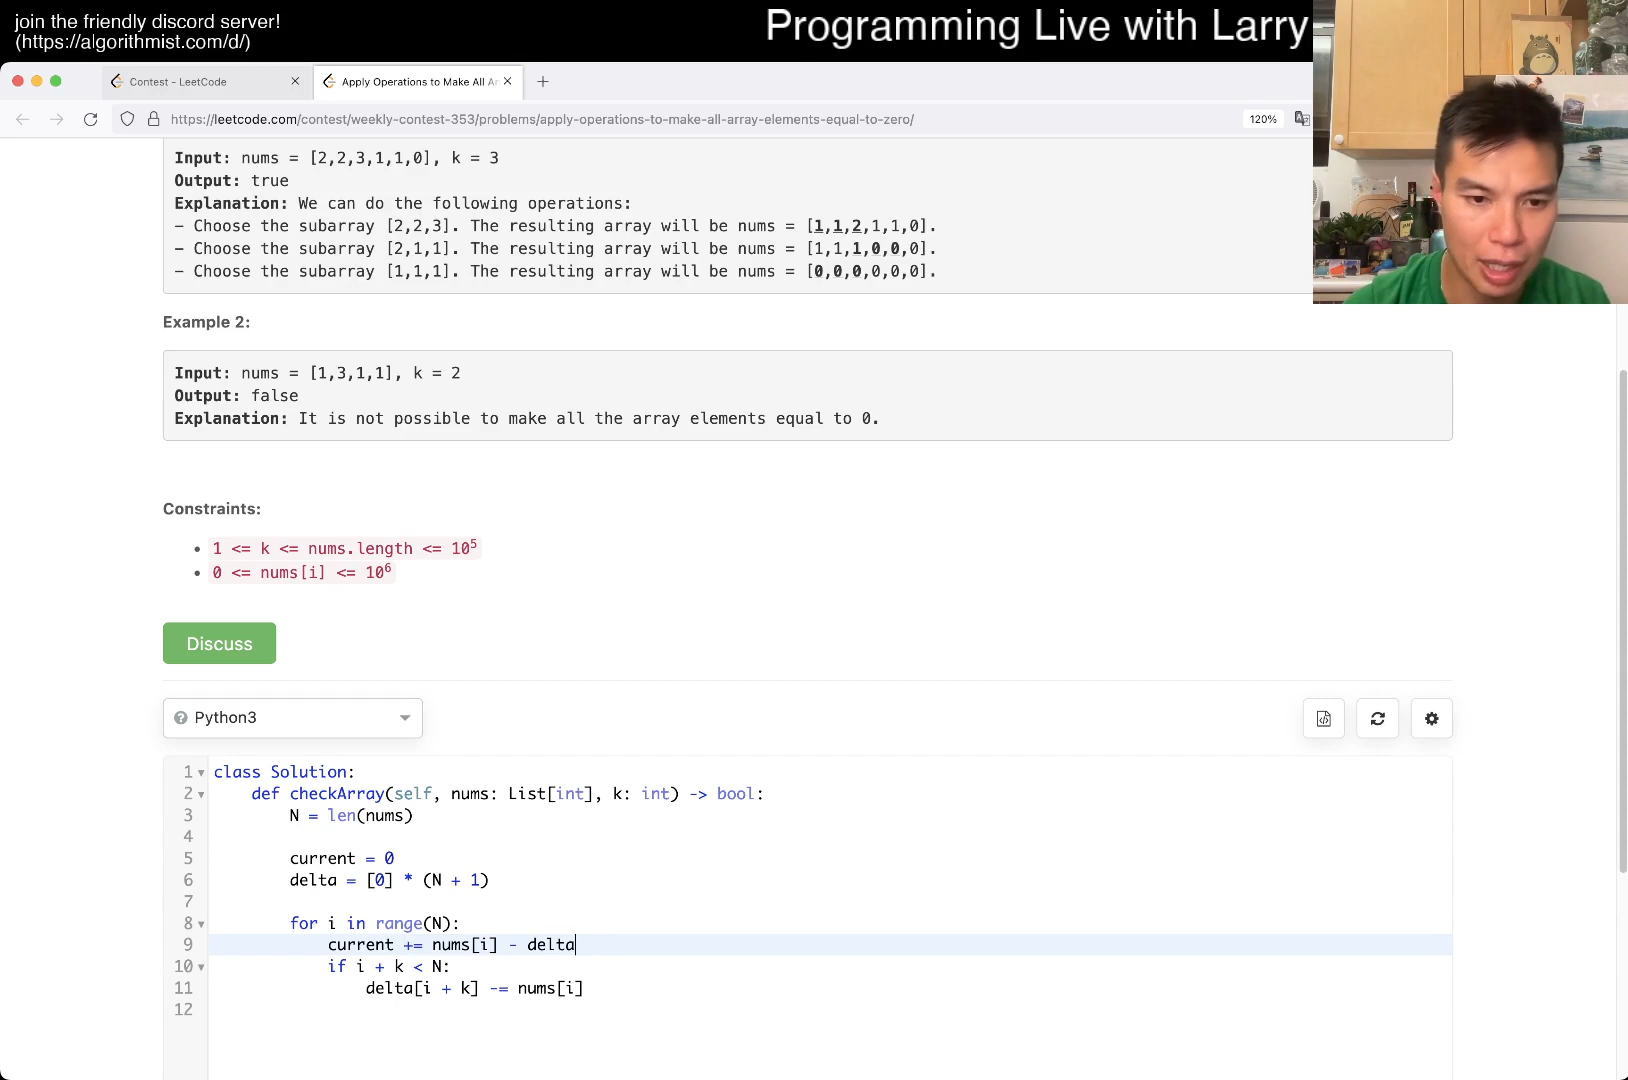 join the friendly discord server!
(https://algorithmist.com/d/)
Programming Live with Larry
Contest - LeetCode
Apply Operations to Make All Ar
https://leetcode.com/contest/weekly-contest-353/problems/apply-operations-to-make-all-array-elements-equal-to-zero/
120%
Input: nums = [2,2,3,1,1,0], k = 3
Output: true
Explanation: We can do the following operations:
- Choose the subarray [2,2,3]. The resulting array will be nums = [1,1,2,1,1,0].
- Choose the subarray [2,1,1]. The resulting array will be nums = [1,1,1,0,0,0].
- Choose the subarray [1,1,1]. The resulting array will be nums = [0,0,0,0,0,0].
Example 2:
Input: nums = [1,3,1,1], k = 2
Output: false
Explanation: It is not possible to make all the array elements equal to 0.
Constraints:
• 1 <= k <= nums.length <= 10⁵
• 0 <= nums[i] <= 10⁶
Discuss
Python3
1 class Solution:
2     def checkArray(self, nums: List[int], k: int) -> bool:
3         N = len(nums)
4
5         current = 0
6         delta = [0] * (N + 1)
7
8         for i in range(N):
9             current += nums[i] - delta
10             if i + k < N:
11                 delta[i + k] -= nums[i]
12